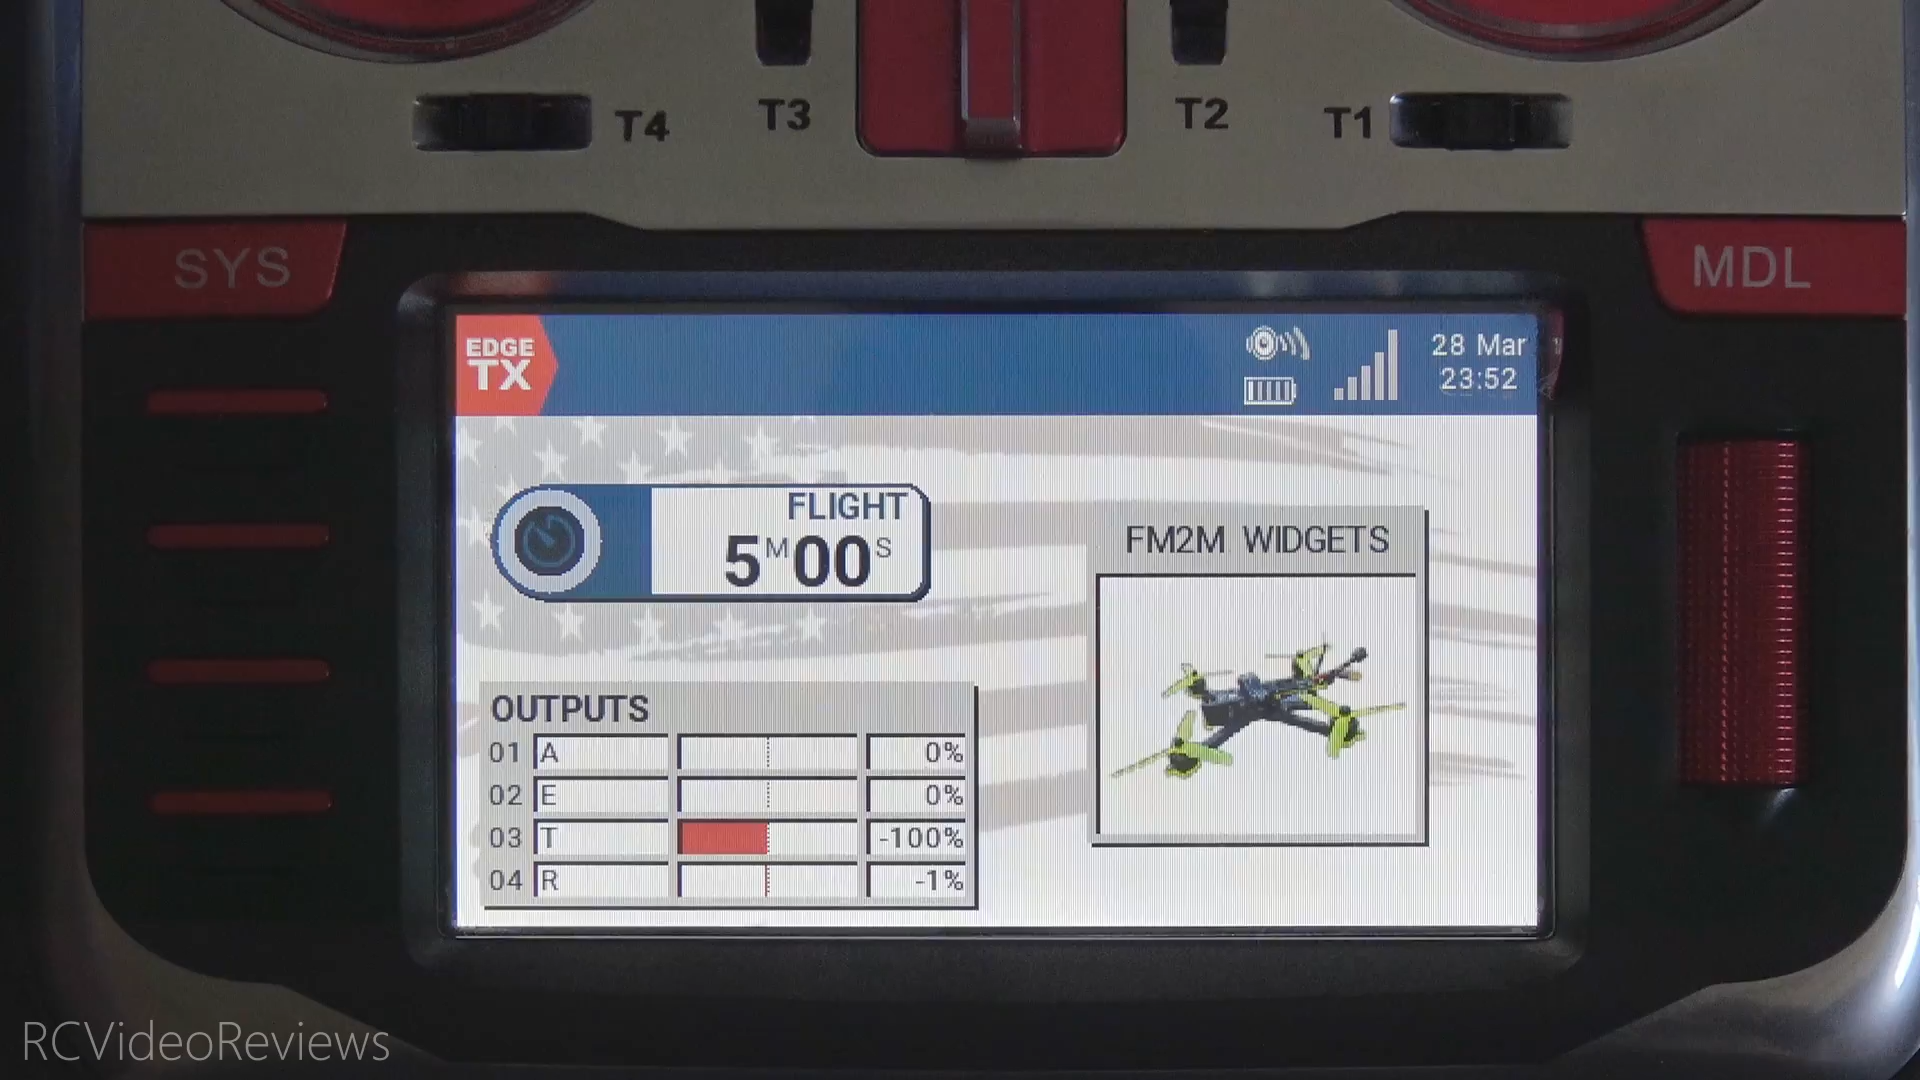 T4
T3
T2
T1
SYS
MDL
EDGE
TX
28 Mar
23:52
FLIGHT
5M00S
FM2M WIDGETS
OUTPUTS
01 A 0%
02 E 0%
03 T -100%
04 R -1%
RCVideoReviews